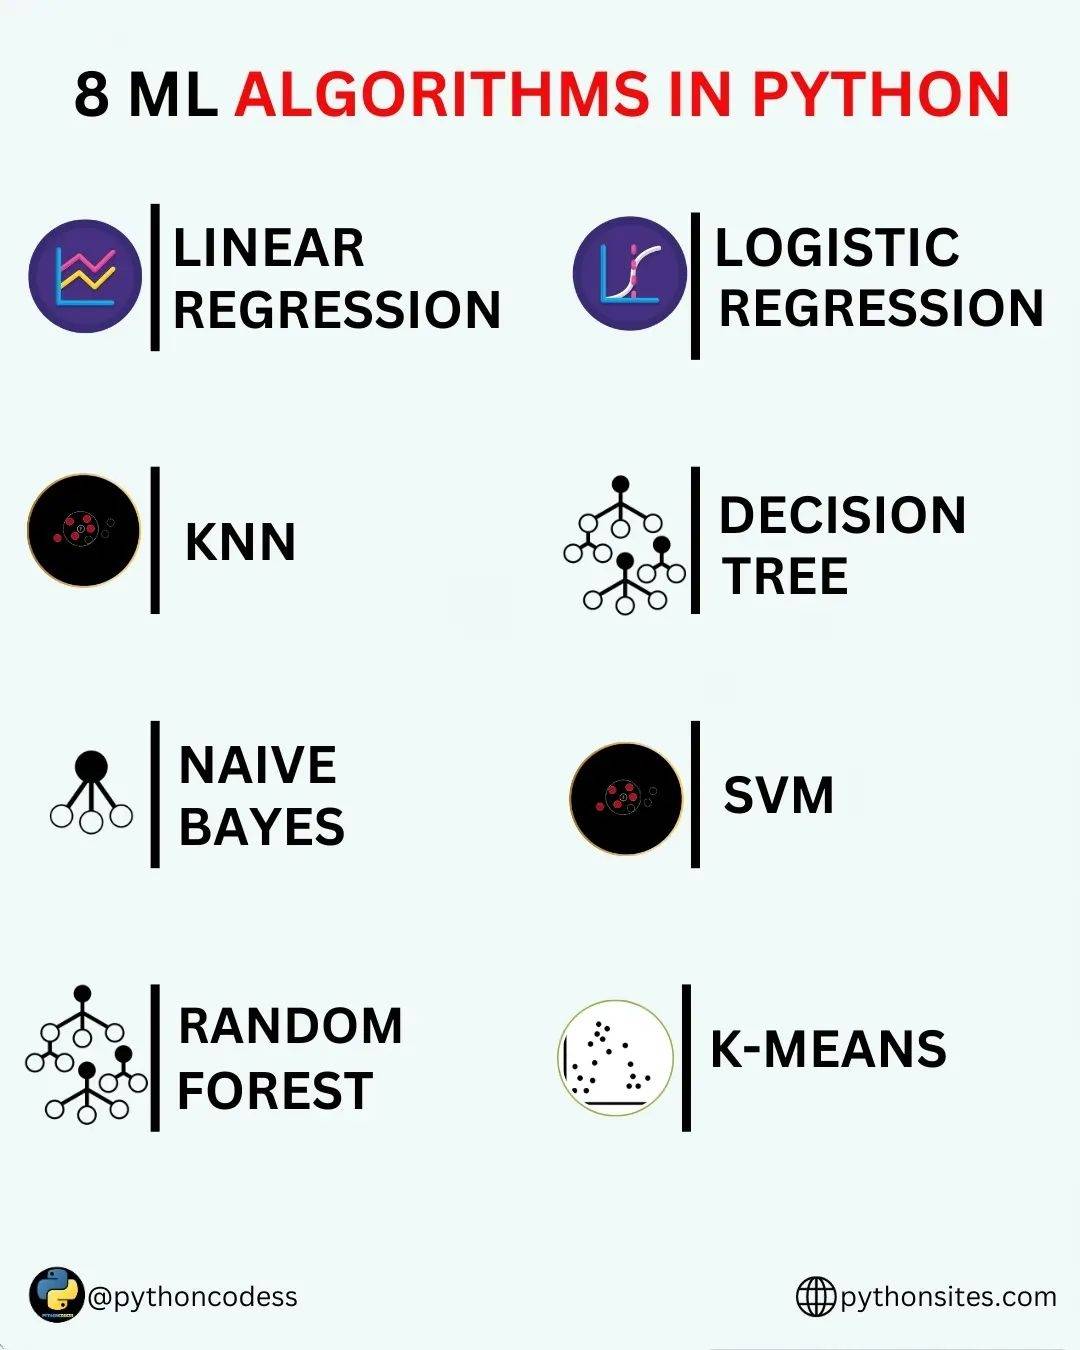 8 ML ALGORITHMS IN PYTHON
LINEAR
REGRESSION
LOGISTIC
REGRESSION
KNN
DECISION
TREE
NAIVE
BAYES
SVM
RANDOM
FOREST
K-MEANS
@pythoncodess
pythonsites.com